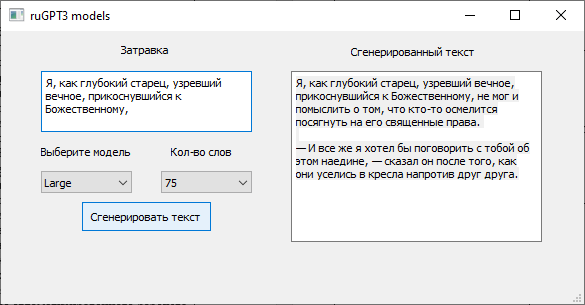 ruGPT3 models
Затравка
Я, как глубокий старец, узревший
вечное, прикоснувшийся к
Божественному,
Выберите модель
Кол-во слов
Large
75
Сгенерировать текст
Сгенерированный текст
Я, как глубокий старец, узревший вечное,
прикоснувшийся к Божественному, не мог и
помыслить о том, что кто-то осмелится
посягнуть на его священные права.
— И все же я хотел бы поговорить с тобой об
этом наедине, — сказал он после того, как
они уселись в кресла напротив друг друга.